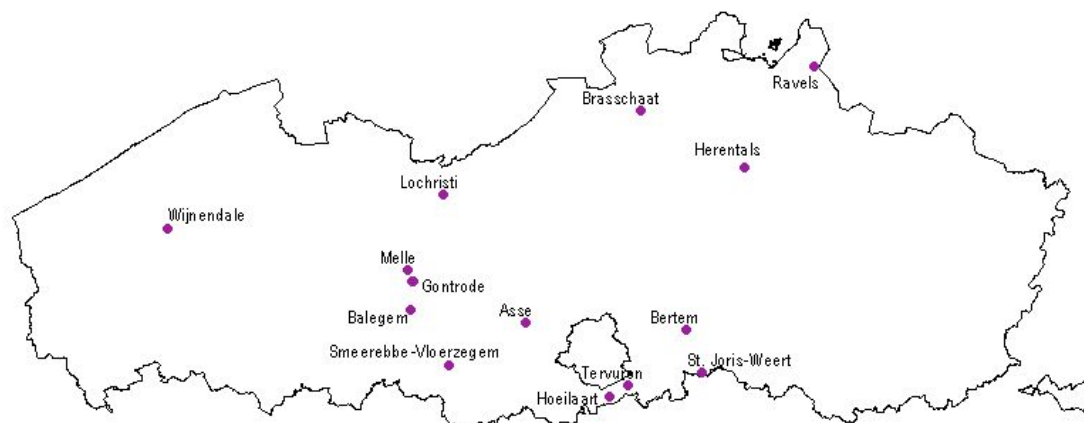 Ravels
Brasschaat
Herentals
Lochristi
Wijnendale
Melle
Gontrode
Balegem
Asse
Bertem
Smeerebbe-Vloerzegem
St. Joris-Weert
Tervuren
Hoeilaart